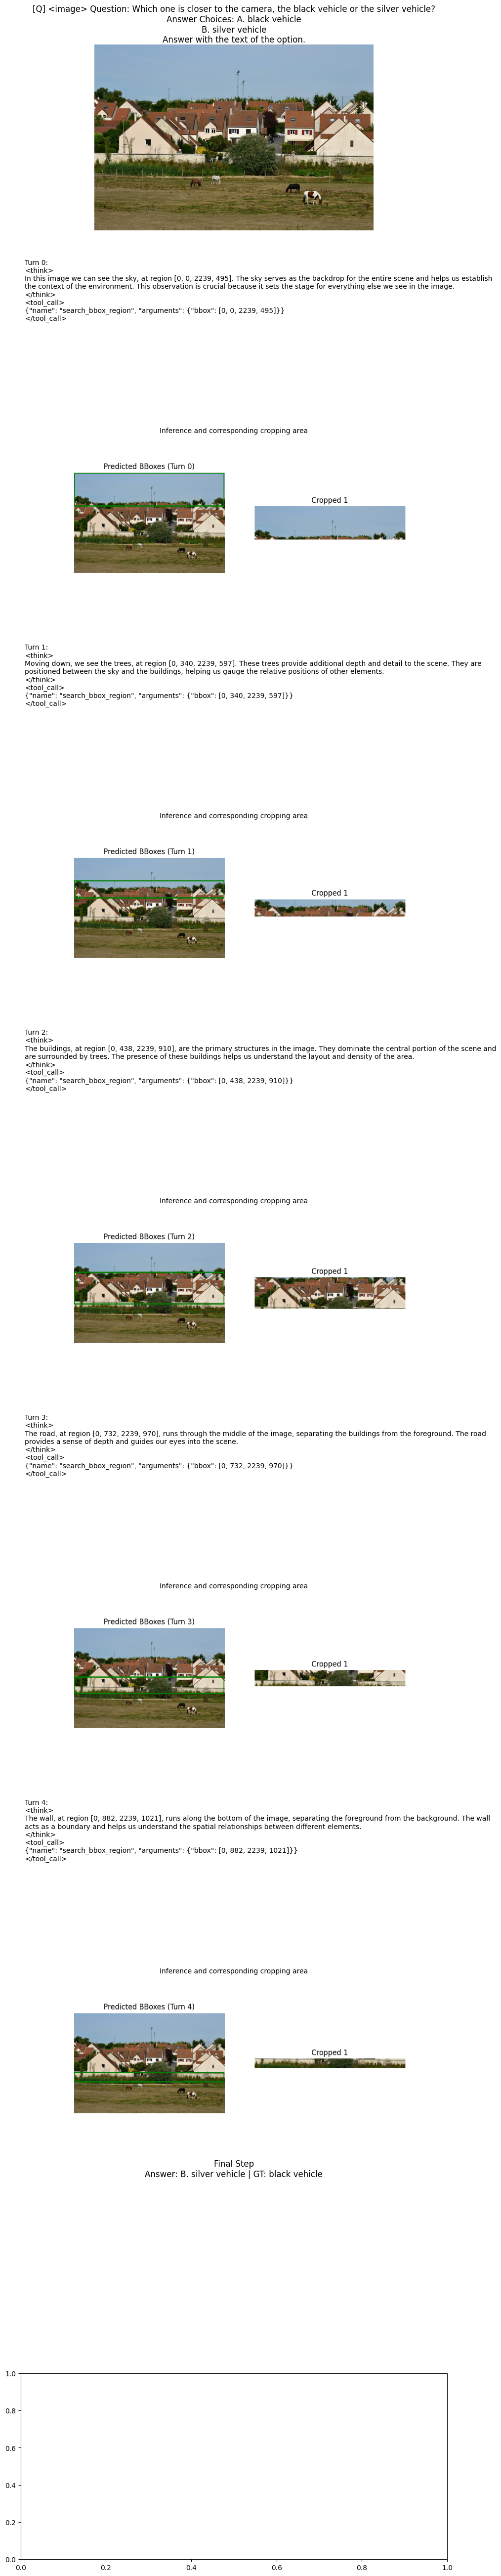 [Q] <image> Question: Which one is closer to the camera, the black vehicle or the silver vehicle?
Answer Choices: A. black vehicle
B. silver vehicle
Answer with the text of the option.
Turn 0:
<think>
In this image we can see the sky, at region [0, 0, 2239, 495]. The sky serves as the backdrop for the entire scene and helps us establish
the context of the environment. This observation is crucial because it sets the stage for everything else we see in the image.
</think>
<tool_call>
{"name": "search_bbox_region", "arguments": {"bbox": [0, 0, 2239, 495]}}
</tool_call>
Inference and corresponding cropping area
Predicted BBoxes (Turn 0)
Cropped 1
Turn 1:
<think>
Moving down, we see the trees, at region [0, 340, 2239, 597]. These trees provide additional depth and detail to the scene. They are
positioned between the sky and the buildings, helping us gauge the relative positions of other elements.
</think>
<tool_call>
{"name": "search_bbox_region", "arguments": {"bbox": [0, 340, 2239, 597]}}
</tool_call>
Inference and corresponding cropping area
Predicted BBoxes (Turn 1)
Cropped 1
Turn 2:
<think>
The buildings, at region [0, 438, 2239, 910], are the primary structures in the image. They dominate the central portion of the scene and
are surrounded by trees. The presence of these buildings helps us understand the layout and density of the area.
</think>
<tool_call>
{"name": "search_bbox_region", "arguments": {"bbox": [0, 438, 2239, 910]}}
</tool_call>
Inference and corresponding cropping area
Predicted BBoxes (Turn 2)
Cropped 1
Turn 3:
<think>
The road, at region [0, 732, 2239, 970], runs through the middle of the image, separating the buildings from the foreground. The road
provides a sense of depth and guides our eyes into the scene.
</think>
<tool_call>
{"name": "search_bbox_region", "arguments": {"bbox": [0, 732, 2239, 970]}}
</tool_call>
Inference and corresponding cropping area
Predicted BBoxes (Turn 3)
Cropped 1
Turn 4:
<think>
The wall, at region [0, 882, 2239, 1021], runs along the bottom of the image, separating the foreground from the background. The wall
acts as a boundary and helps us understand the spatial relationships between different elements.
</think>
<tool_call>
{"name": "search_bbox_region", "arguments": {"bbox": [0, 882, 2239, 1021]}}
</tool_call>
Inference and corresponding cropping area
Predicted BBoxes (Turn 4)
Cropped 1
Final Step
Answer: B. silver vehicle | GT: black vehicle
1.0
0.8
0.6
0.4
0.2
0.0
0.0 0.2 0.4 0.6 0.8 1.0